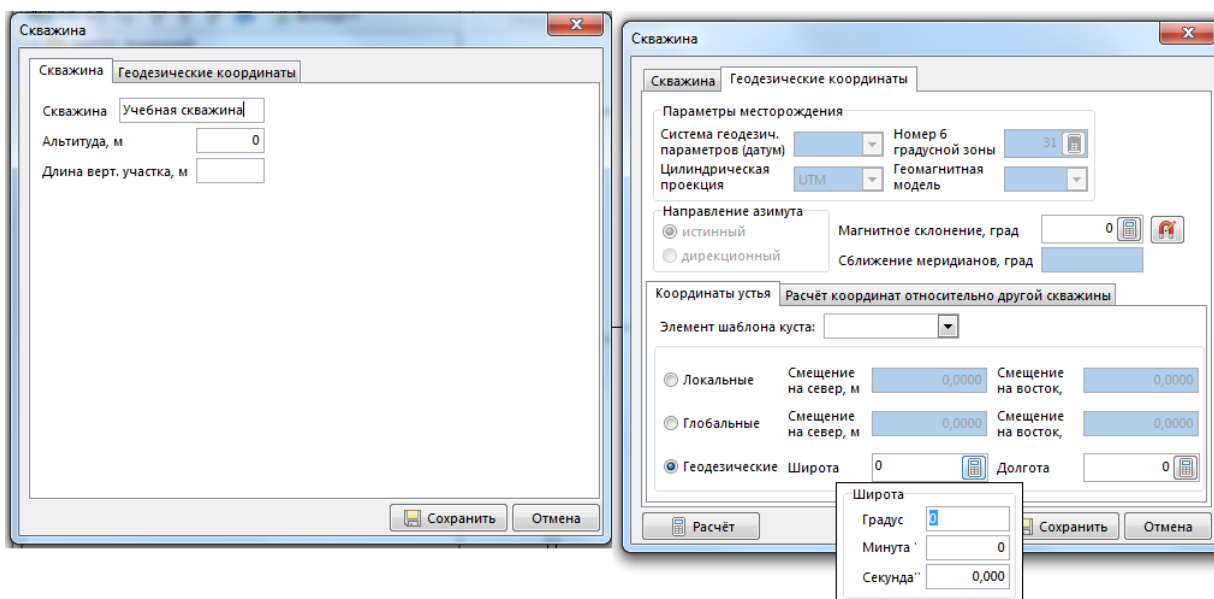 Скважина
Скважина Геодезические координаты
Скважина Учебная скважина
Альтитуда, м 0
Длина верт. участка, м
Сохранить Отмена
Скважина
Скважина Геодезические координаты
Параметры месторождения
Система геодезич. параметров (датум)
Номер 6 градусной зоны 31
Цилиндрическая проекция UTM
Геомагнитная модель
Направление азимута
истинный
дирекционный
Магнитное склонение, град 0
Сближение меридианов, град
Координаты устья Расчёт координат относительно другой скважины
Элемент шаблона куста:
Локальные Смещение на север, м 0,0000 Смещение на восток, 0,0000
Глобальные Смещение на север, м 0,0000 Смещение на восток, 0,0000
Геодезические Широта 0 Долгота 0
Расчёт Сохранить Отмена
Широта
Градус 0
Минута ' 0
Секунда'' 0,000